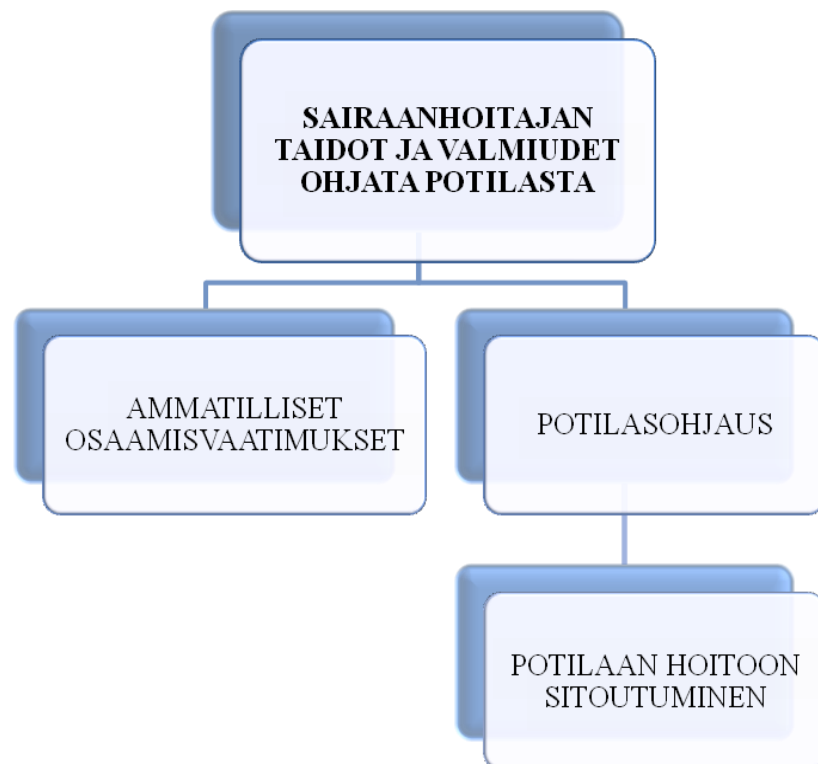 SAIRAANHOITAJAN
TAIDOT JA VALMIUDET
OHJATA POTILASTA
AMMATILLISET
OSAAMISVAATIMUKSET
POTILASOHJAUS
POTILAAN HOITOON
SITOUTUMINEN